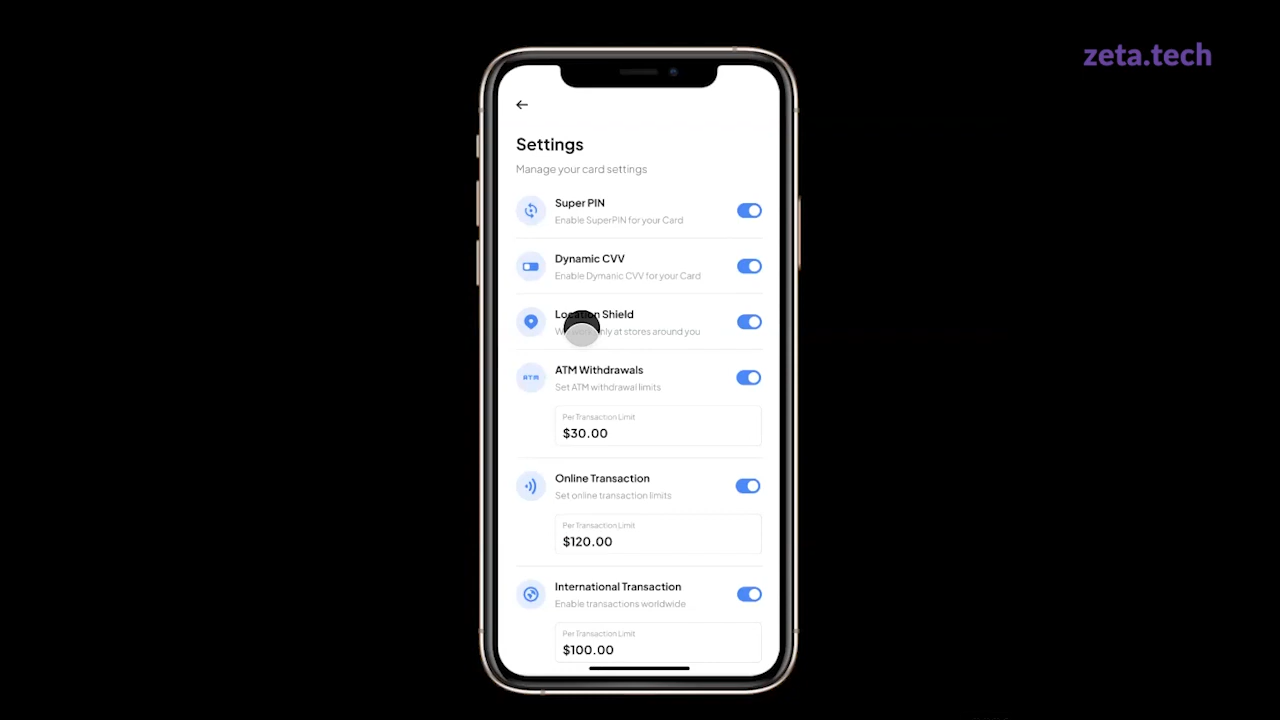 zeta.tech
Settings
Manage your card settings
Super PIN
Enable SuperPIN for your Card
Dynamic CVV
Enable Dymanic CVV for your Card
Location Shield
only at stores around you
ATM
ATM Withdrawals
Set ATM withdrawal limits
Per Transaction Limit
$30.00
Online Transaction
Set online transaction limits
Per Transaction Limit
$120.00
International Transaction
Enable transactions worldwide
Per Transaction Limit
$100.00